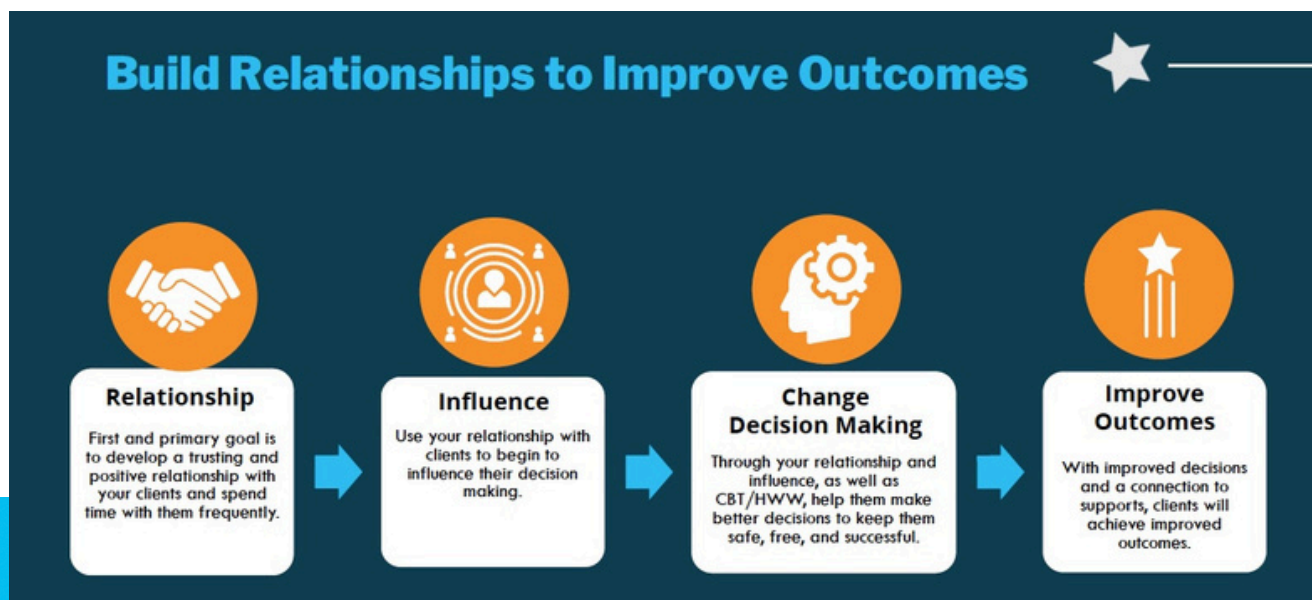 Build Relationships to Improve Outcomes
Relationship
First and primary goal is
to develop a trusting and
positive relationship with
your clients and spend
time with them frequently.
Influence
Use your relationship with
clients to begin to
influence their decision
making.
Change
Decision Making
Through your relationship and
influence, as well as
CBT/HWW, help them make
better decisions to keep them
safe, free, and successful.
Improve
Outcomes
With improved decisions
and a connection to
supports, clients will
achieve improved
outcomes.